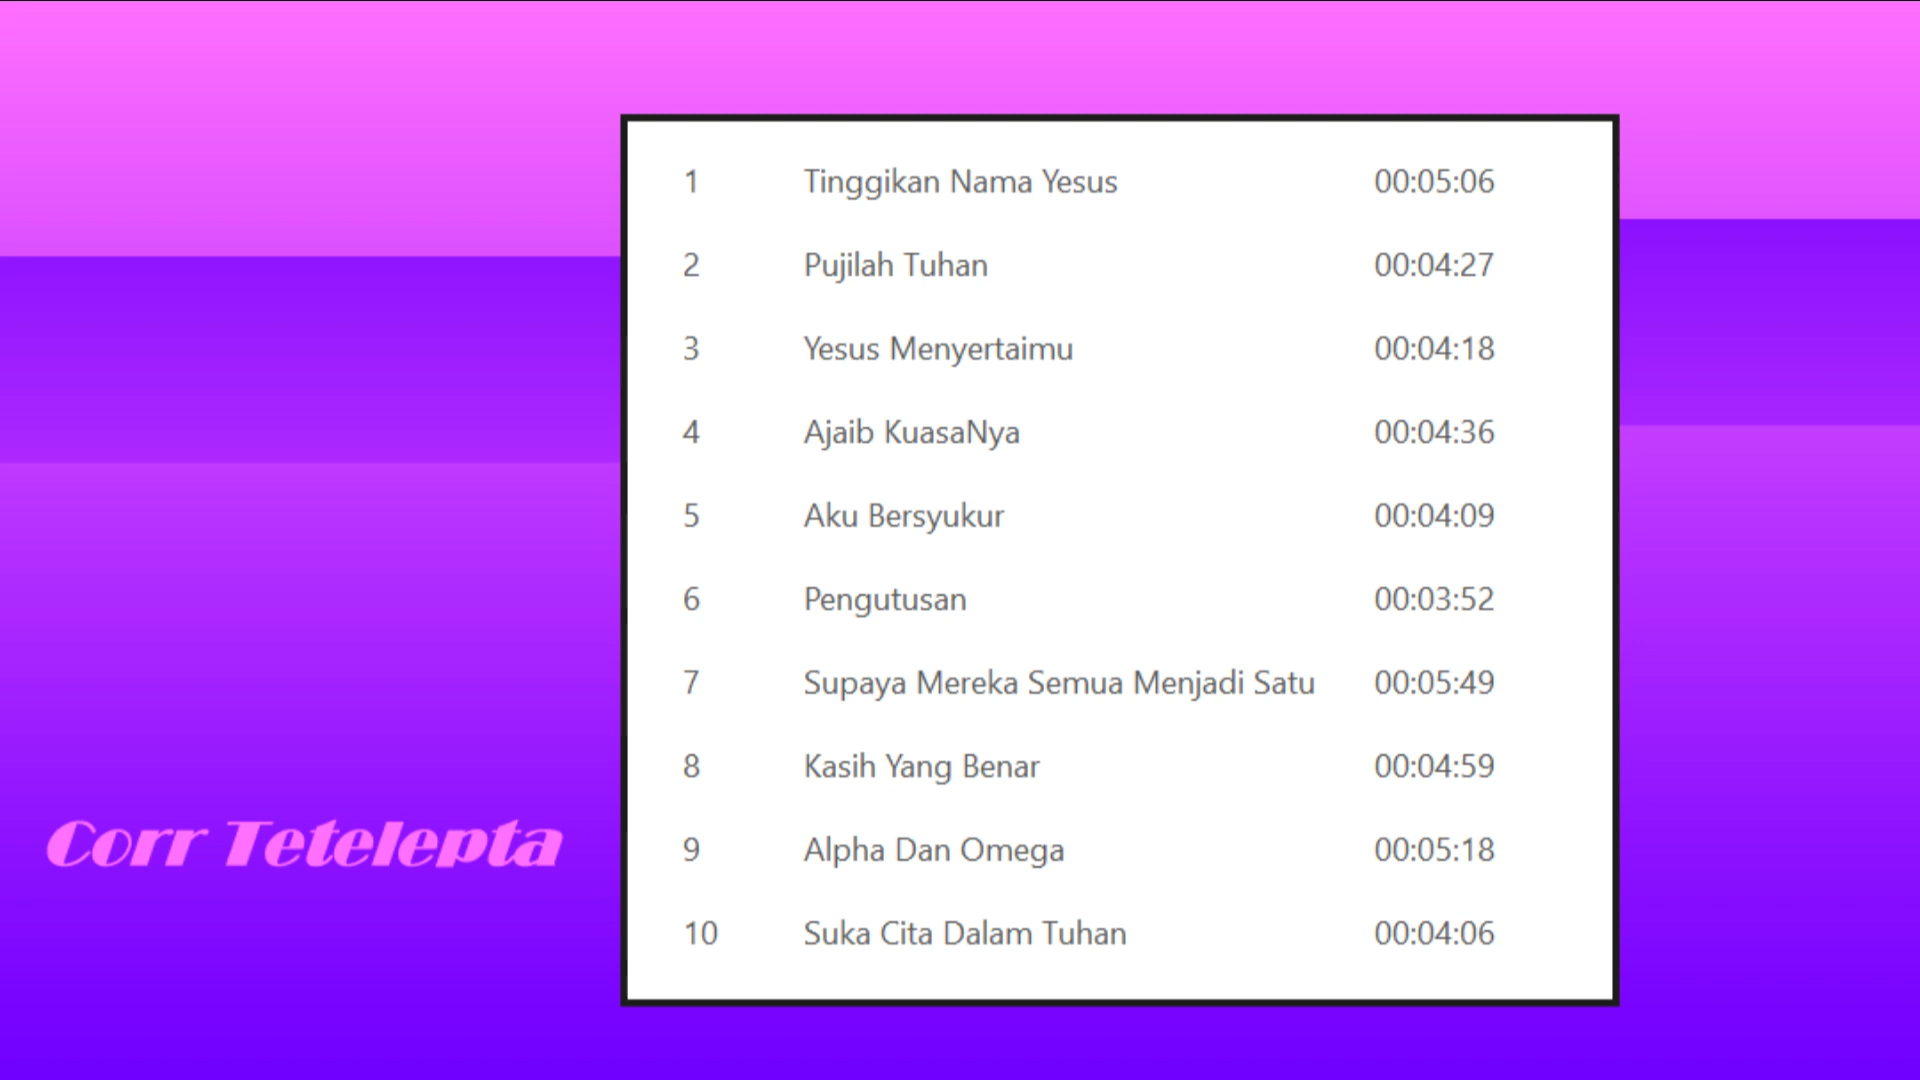 1 Tinggikan Nama Yesus 00:05:06
2 Pujilah Tuhan 00:04:27
3 Yesus Menyertaimu 00:04:18
4 Ajaib KuasaNya 00:04:36
5 Aku Bersyukur 00:04:09
6 Pengutusan 00:03:52
7 Supaya Mereka Semua Menjadi Satu 00:05:49
8 Kasih Yang Benar 00:04:59
9 Alpha Dan Omega 00:05:18
10 Suka Cita Dalam Tuhan 00:04:06
Corr Tetelepta